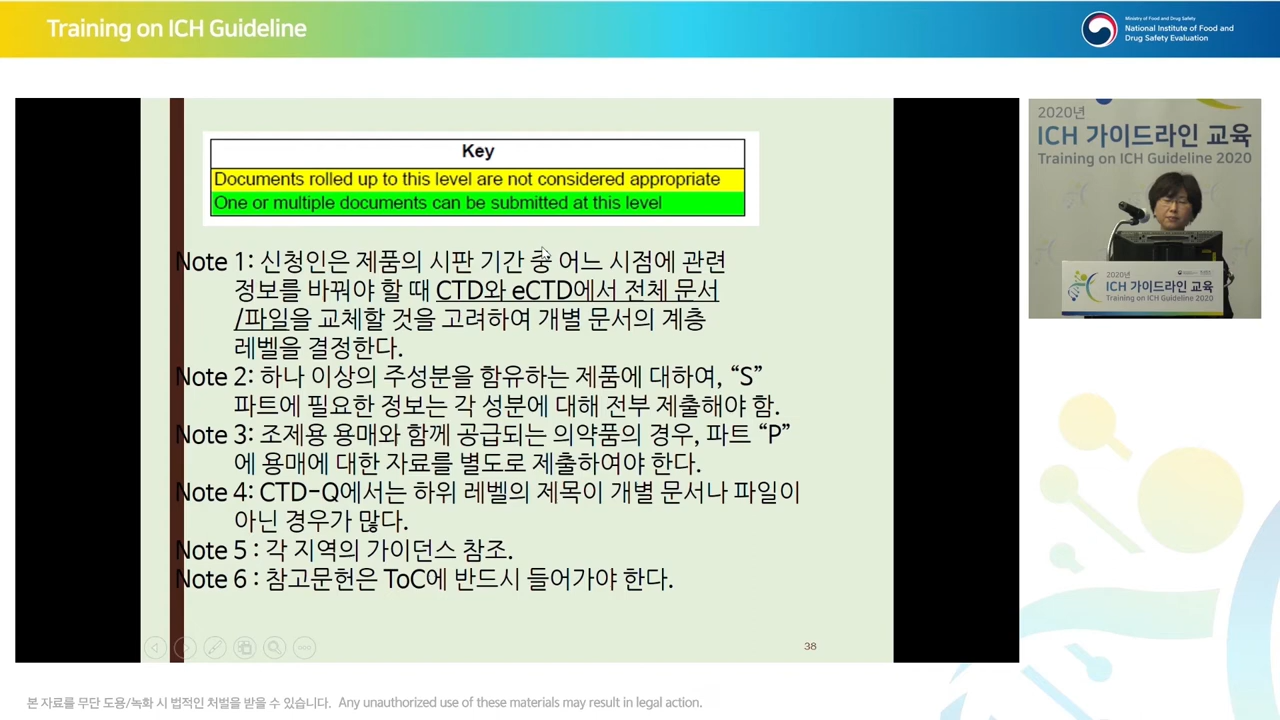 Training on ICH Guideline
Ministry of Food and Drug Safety
National Institute of Food and
Drug Safety Evaluation
Key
Documents rolled up to this level are not considered appropriate
One or multiple documents can be submitted at this level
Note 1: 신청인은 제품의 시판 기간 중 어느 시점에 관련
정보를 바꿔야 할 때 CTD와 eCTD에서 전체 문서
/파일을 교체할 것을 고려하여 개별 문서의 계층
레벨을 결정한다.
Note 2: 하나 이상의 주성분을 함유하는 제품에 대하여, “S”
파트에 필요한 정보는 각 성분에 대해 전부 제출해야 함.
Note 3: 조제용 용매와 함께 공급되는 의약품의 경우, 파트 “P”
에 용매에 대한 자료를 별도로 제출하여야 한다.
Note 4: CTD-Q에서는 하위 레벨의 제목이 개별 문서나 파일이
아닌 경우가 많다.
Note 5 : 각 지역의 가이던스 참조.
Note 6 : 참고문헌은 ToC에 반드시 들어가야 한다.
38
2020년
ICH 가이드라인 교육
Training on ICH Guideline 2020
2020년
ICH 가이드라인 교육
Training on ICH Guideline 2020
본 자료를 무단 도용/녹화 시 법적인 처벌을 받을 수 있습니다. Any unauthorized use of these materials may result in legal action.